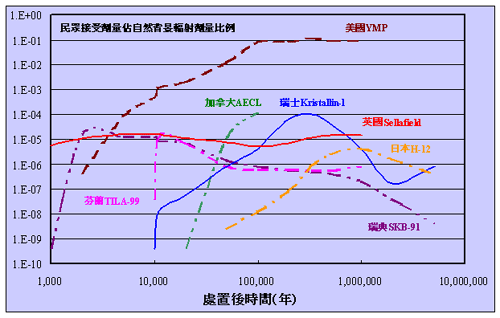 民眾接受劑量佔自然背景輻射劑量比例
1.E+00
1.E-01
1.E-02
1.E-03
1.E-04
1.E-05
1.E-06
1.E-07
1.E-08
1.E-09
1.E-10
美國YMP
加拿大AECL
瑞士Kristallin-1
英國Sellafield
日本H-12
芬蘭TILA-99
瑞典SKB-91
1,000
10,000
100,000
1,000,000
10,000,000
處置後時間(年)